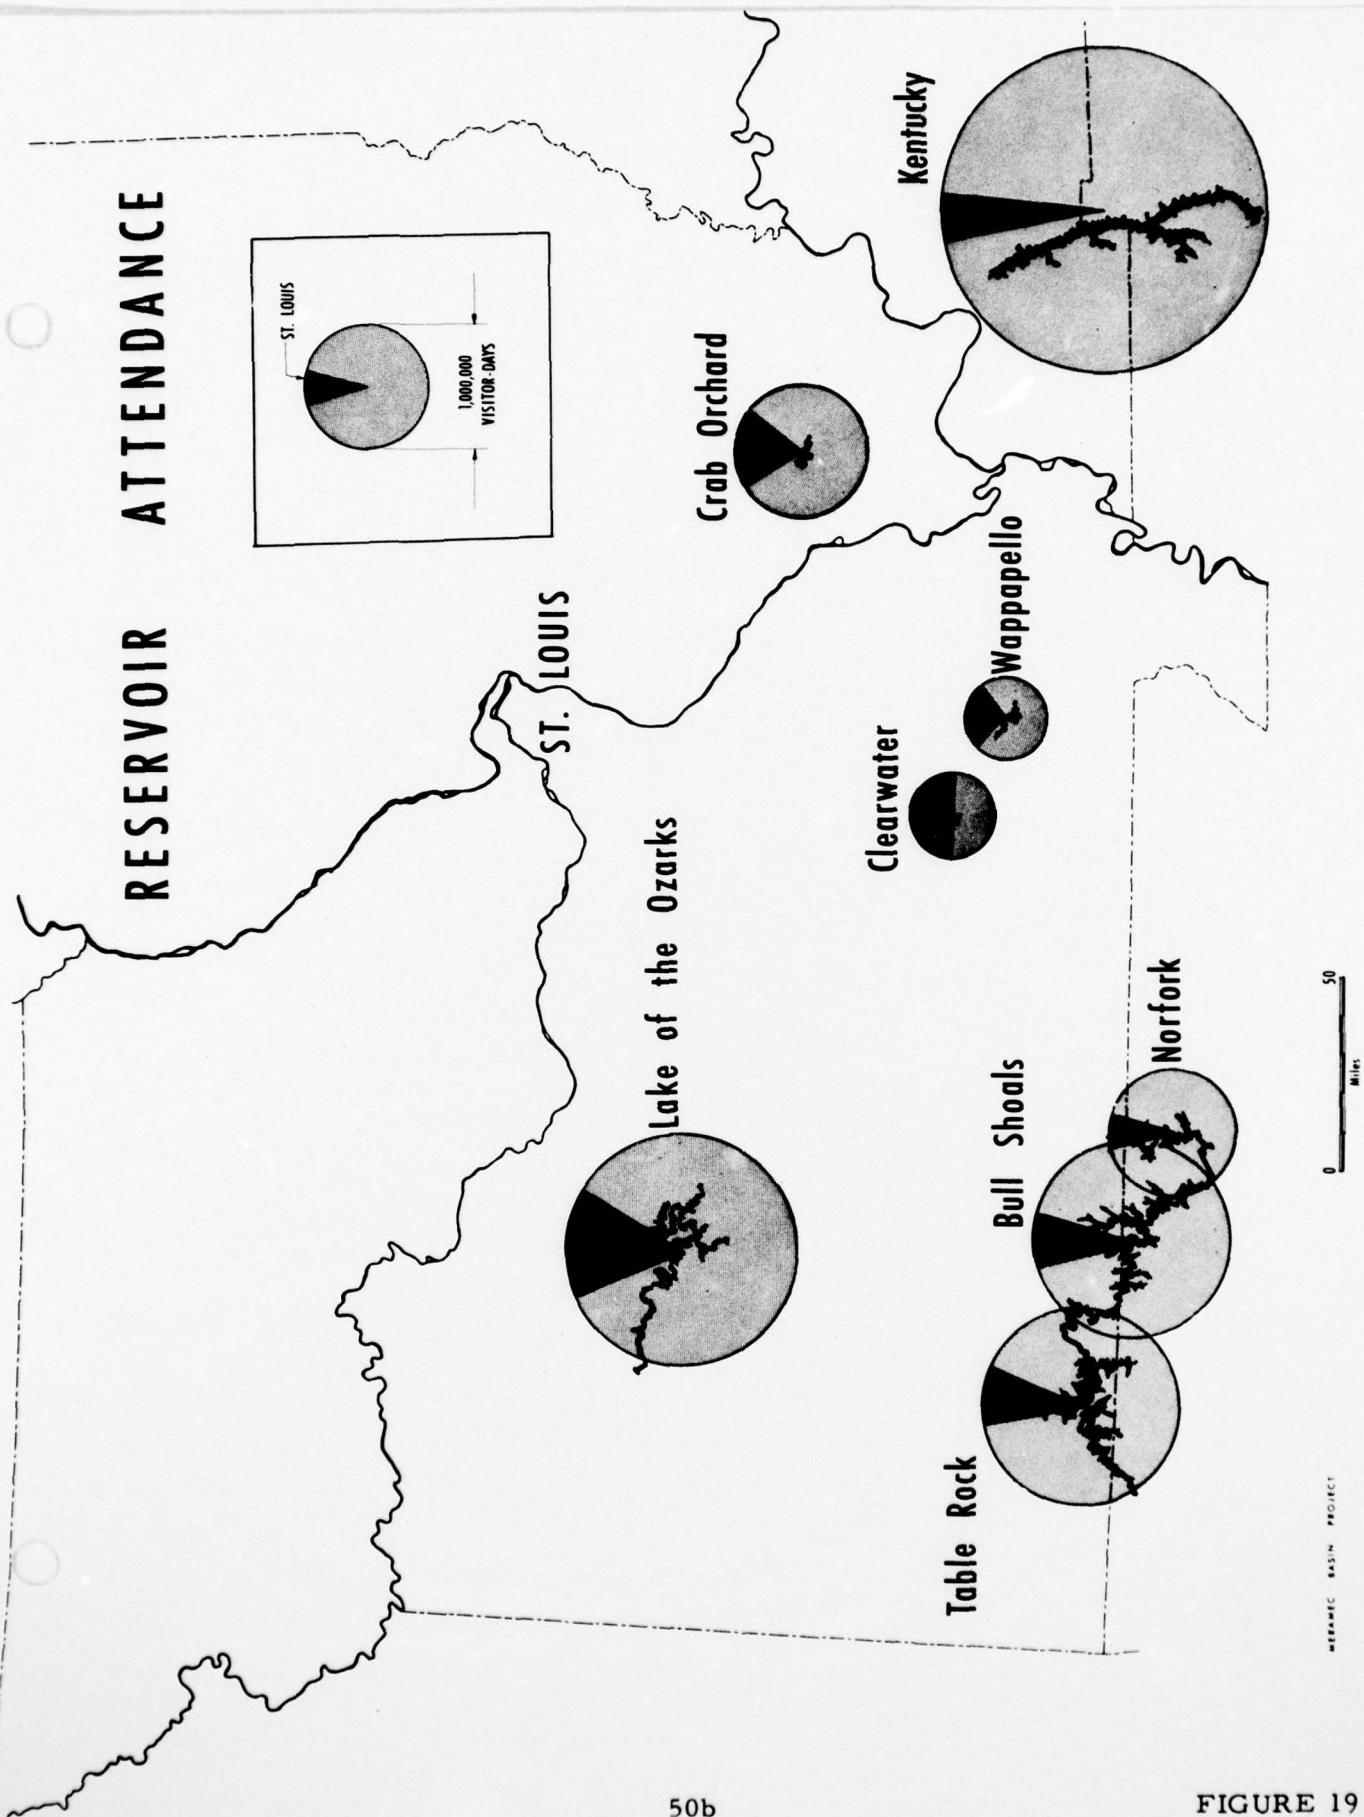 RESERVOIR ATTENDANCE
ST. LOUIS
1,000,000
VISITOR-DAYS
ST. LOUIS
Lake of the Ozarks
Crab Orchard
Kentucky
Clearwater
Wappapello
Table Rock
Bull Shoals
Norfork
0 50
Miles
MERAMEC BASIN PROJECT
50b
FIGURE 19